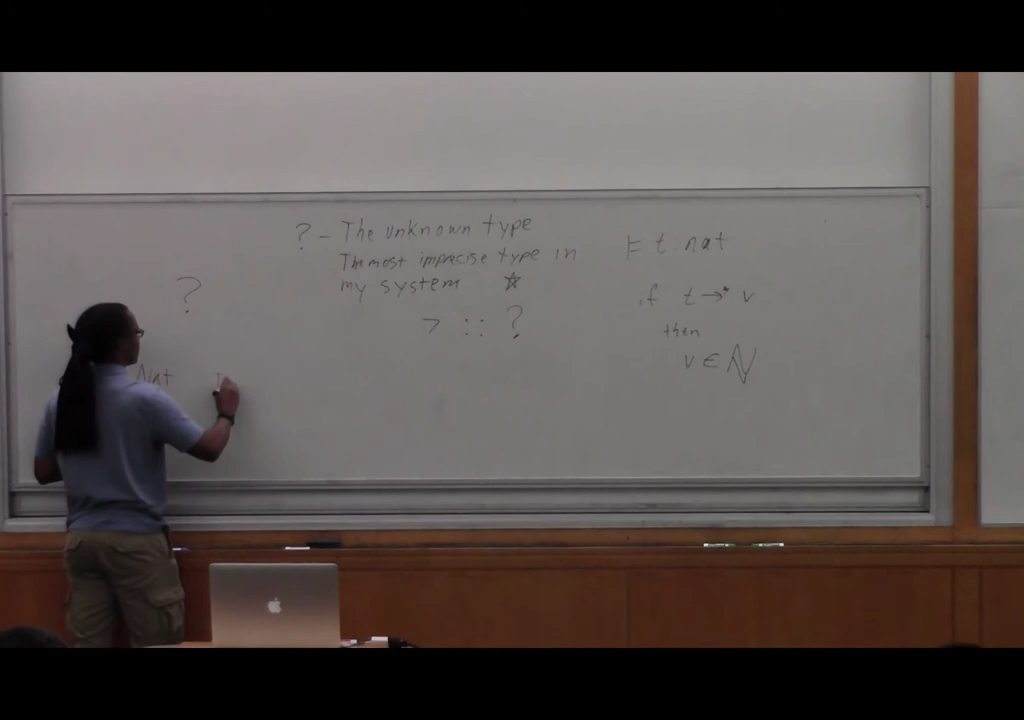 ? - The unknown type
The most imprecise type in
my system ☆
> :: ?
?
Nat
⊨ t : nat
if t →* v
then
v ∈ ℕ